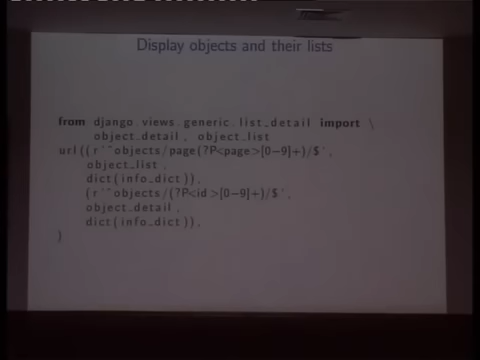 Display objects and their lists
from django.views.generic.list_detail import \
object_detail, object_list
url((r'^objects/page(?P<page>[0-9]+)/$',
object_list,
dict(info_dict)),
(r'^objects/(?P<id>[0-9]+)/$',
object_detail,
dict(info_dict)),
)